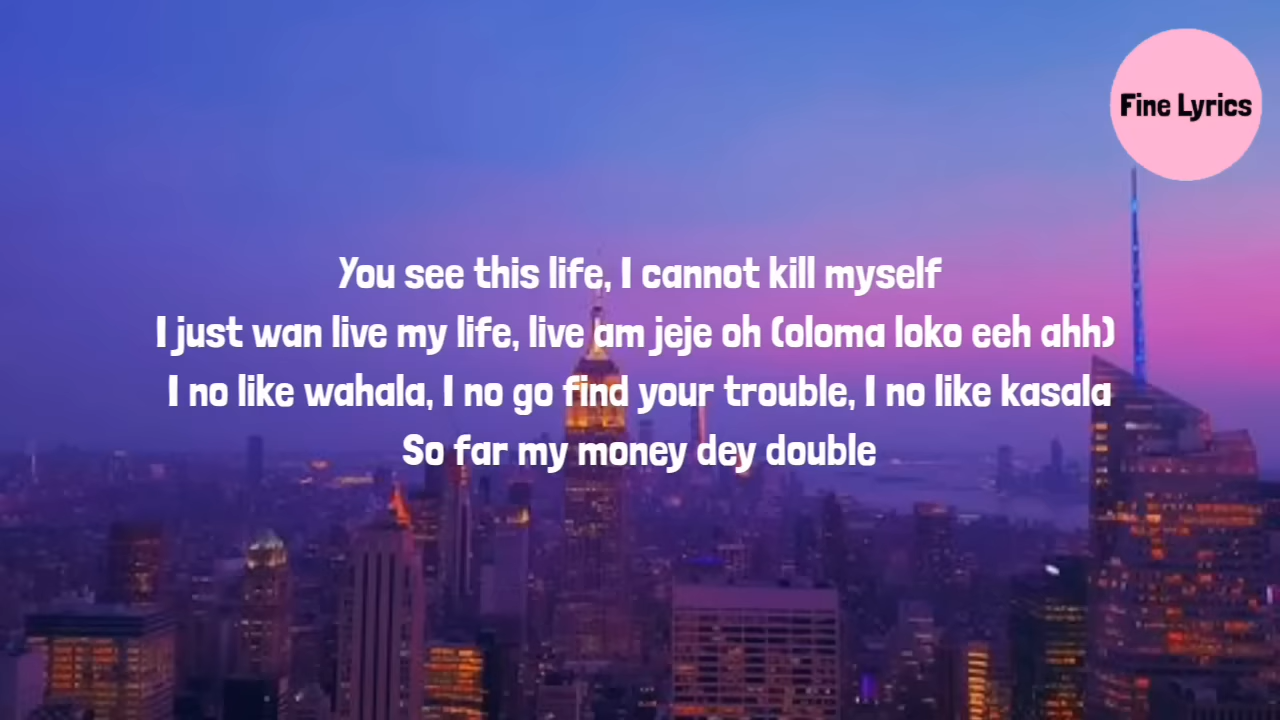 Fine Lyrics
You see this life, I cannot kill myself
I just wan live my life, live am jeje oh (oloma loko eeh ahh)
I no like wahala, I no go find your trouble, I no like kasala
So far my money dey double